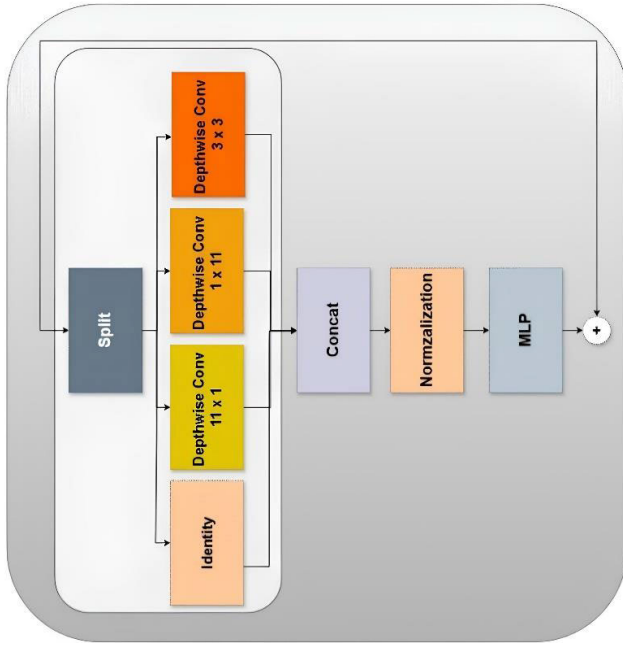 Split
Depthwise Conv
3 x 3
Depthwise Conv
1 x 11
Depthwise Conv
11 x 1
Identity
Concat
Normzalization
MLP
+